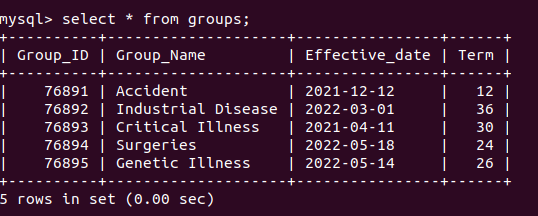 mysql> select * from groups;
+----------+--------------------+----------------+------+
| Group_ID | Group_Name         | Effective_date | Term |
+----------+--------------------+----------------+------+
|    76891 | Accident           | 2021-12-12     |   12 |
|    76892 | Industrial Disease | 2022-03-01     |   36 |
|    76893 | Critical Illness   | 2021-04-11     |   30 |
|    76894 | Surgeries          | 2022-05-18     |   24 |
|    76895 | Genetic Illness    | 2022-05-14     |   26 |
+----------+--------------------+----------------+------+
5 rows in set (0.00 sec)